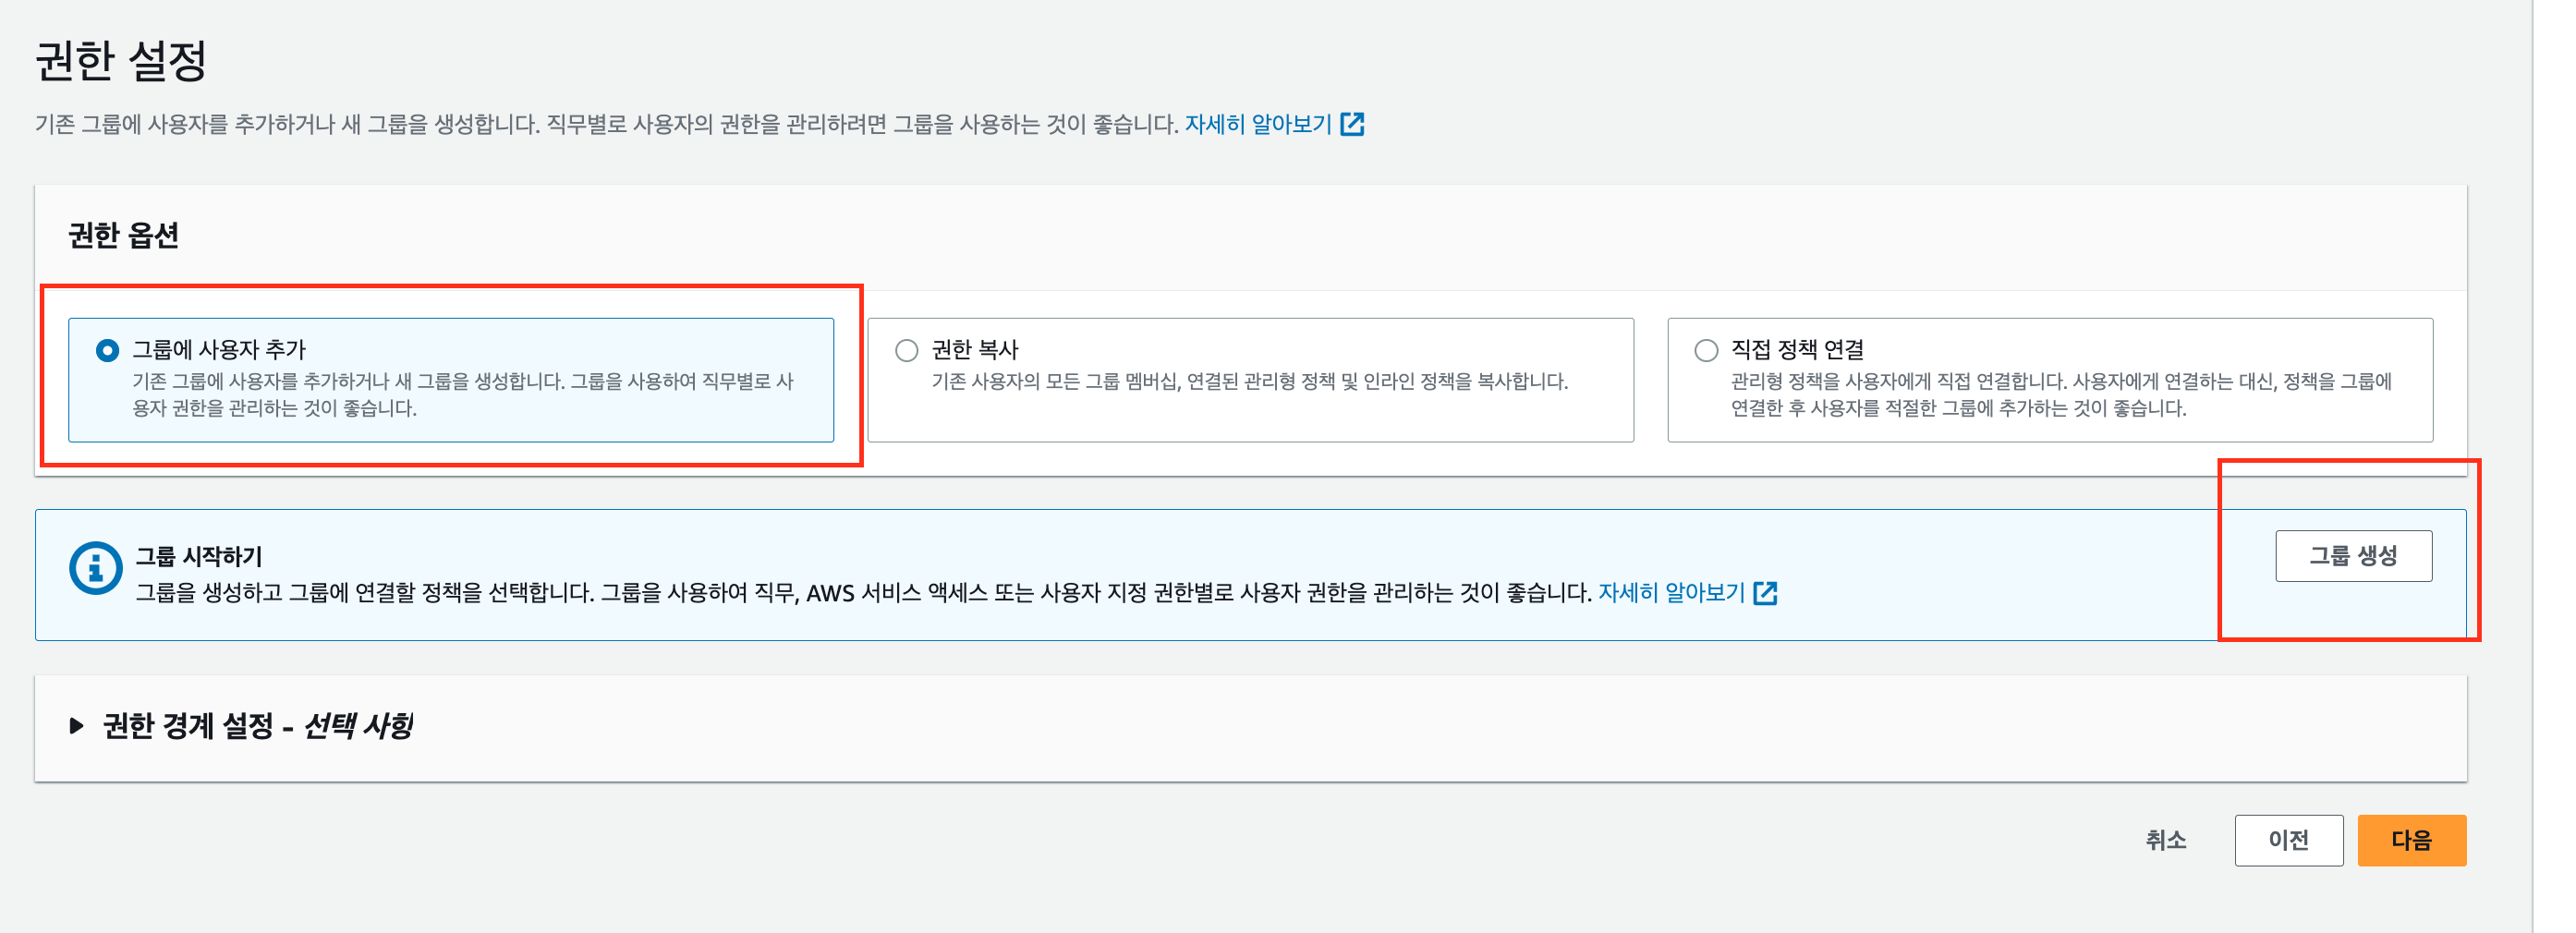 권한 설정
기존 그룹에 사용자를 추가하거나 새 그룹을 생성합니다. 직무별로 사용자의 권한을 관리하려면 그룹을 사용하는 것이 좋습니다. 자세히 알아보기
권한 옵션
그룹에 사용자 추가
기존 그룹에 사용자를 추가하거나 새 그룹을 생성합니다. 그룹을 사용하여 직무별로 사
용자 권한을 관리하는 것이 좋습니다.
권한 복사
기존 사용자의 모든 그룹 멤버십, 연결된 관리형 정책 및 인라인 정책을 복사합니다.
직접 정책 연결
관리형 정책을 사용자에게 직접 연결합니다. 사용자에게 연결하는 대신, 정책을 그룹에
연결한 후 사용자를 적절한 그룹에 추가하는 것이 좋습니다.
그룹 시작하기
그룹을 생성하고 그룹에 연결할 정책을 선택합니다. 그룹을 사용하여 직무, AWS 서비스 액세스 또는 사용자 지정 권한별로 사용자 권한을 관리하는 것이 좋습니다. 자세히 알아보기
그룹 생성
권한 경계 설정 - 선택 사항
취소
이전
다음